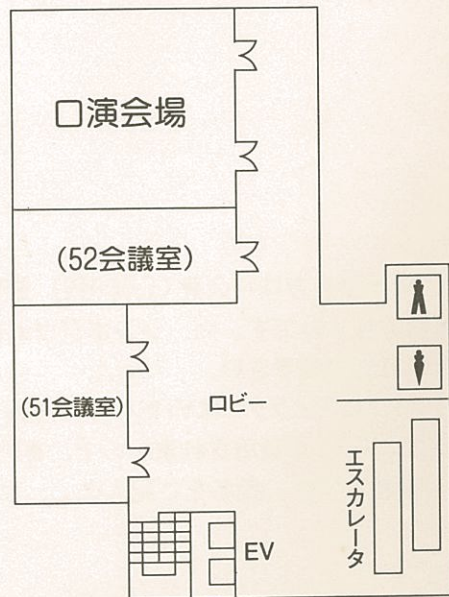 口演会場
(52会議室)
(51会議室)
ロビー
エスカレータ
EV